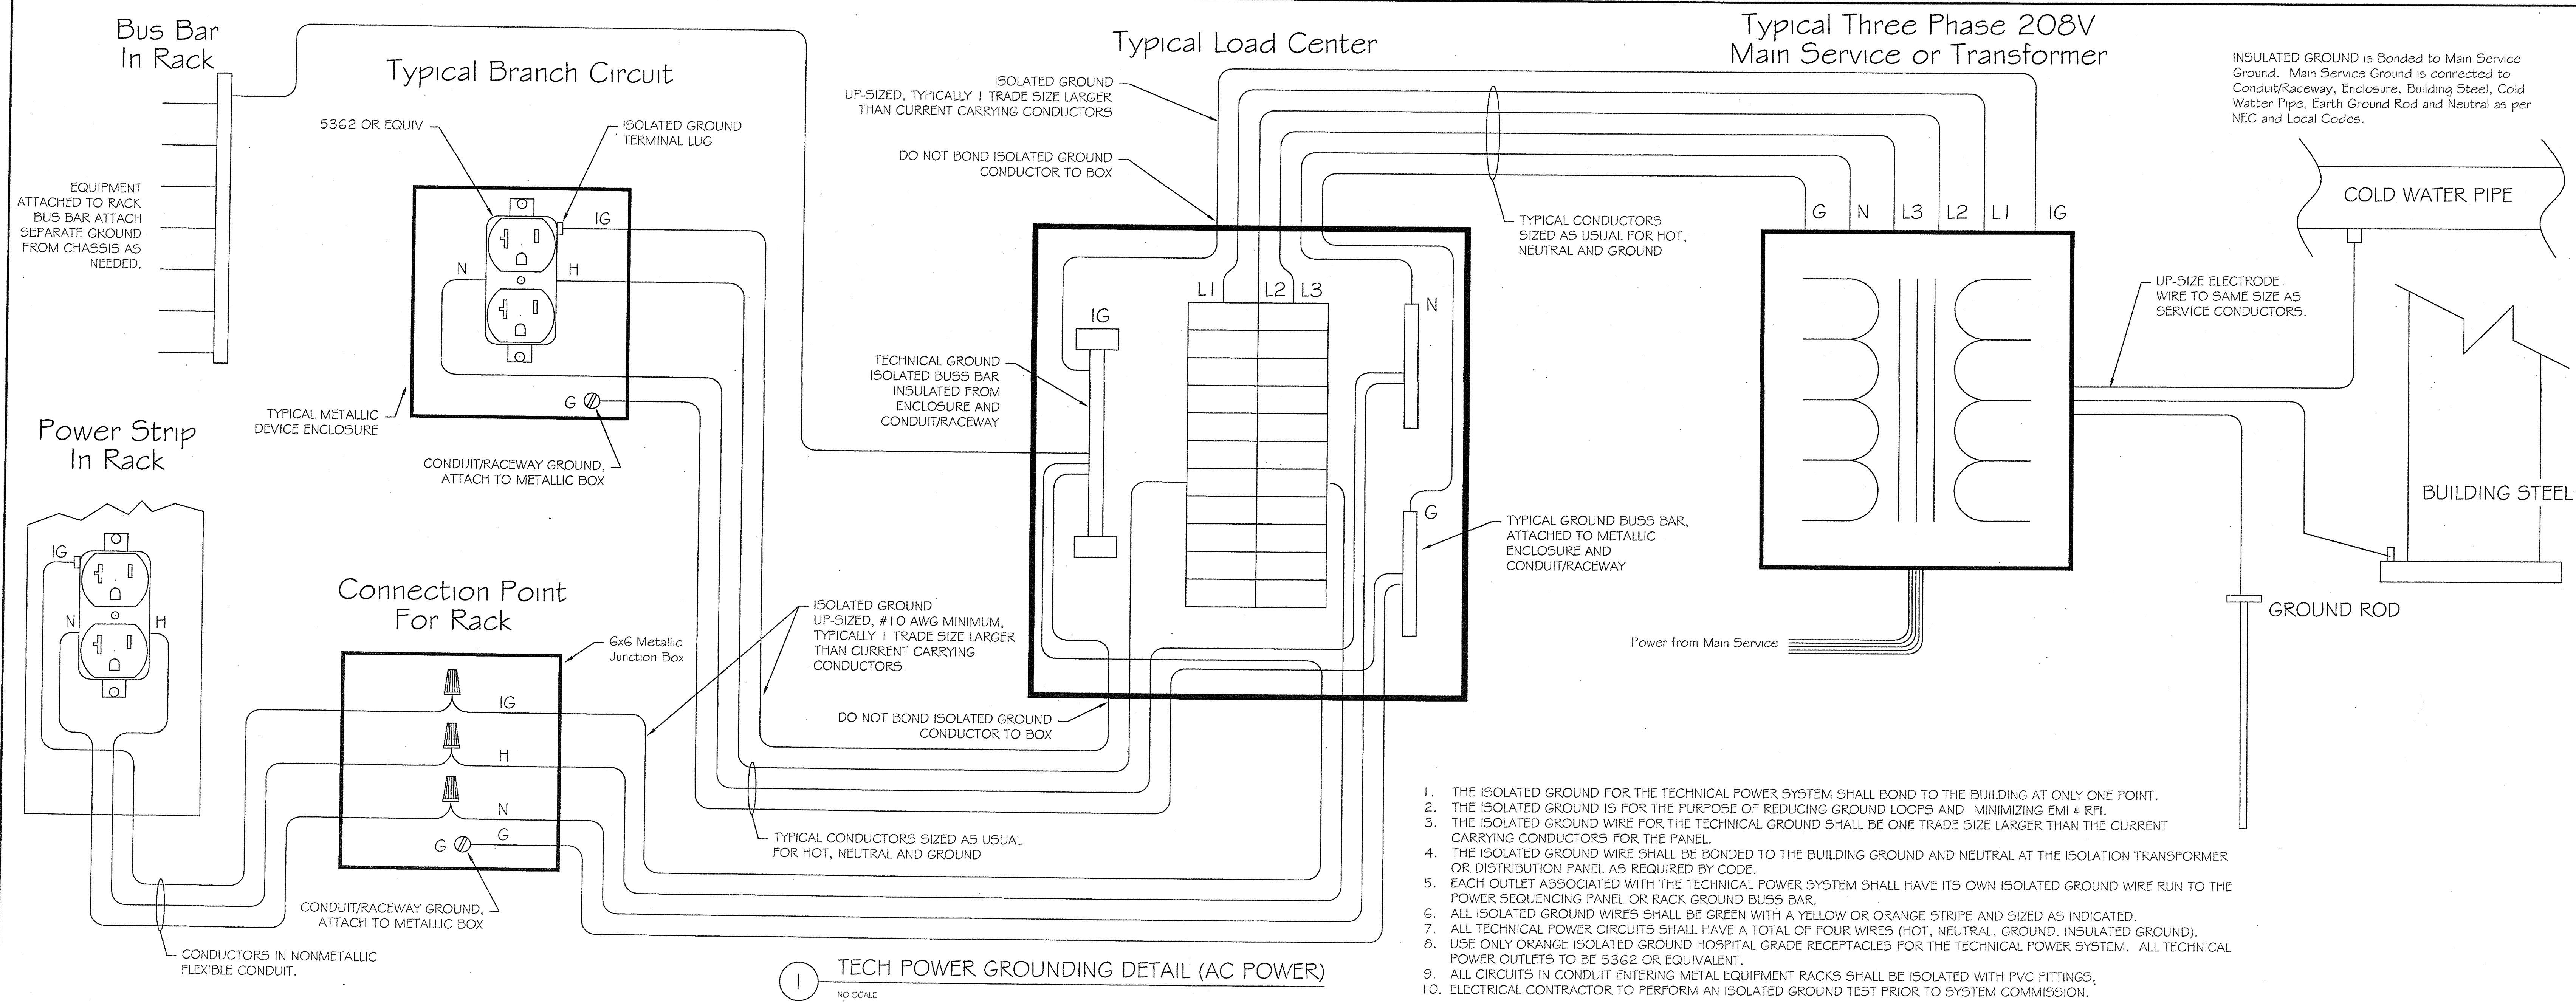 Bus Bar
In Rack
EQUIPMENT
ATTACHED TO RACK
BUS BAR ATTACH
SEPARATE GROUND
FROM CHASSIS AS
NEEDED.
Typical Branch Circuit
5362 OR EQUIV
ISOLATED GROUND
TERMINAL LUG
IG
N
H
G
TYPICAL METALLIC
DEVICE ENCLOSURE
CONDUIT/RACEWAY GROUND,
ATTACH TO METALLIC BOX
Power Strip
In Rack
IG
N
H
Connection Point
For Rack
6x6 Metallic
Junction Box
IG
H
N
G
G
CONDUIT/RACEWAY GROUND,
ATTACH TO METALLIC BOX
CONDUCTORS IN NONMETALLIC
FLEXIBLE CONDUIT.
Typical Load Center
ISOLATED GROUND
UP-SIZED, TYPICALLY 1 TRADE SIZE LARGER
THAN CURRENT CARRYING CONDUCTORS
DO NOT BOND ISOLATED GROUND
CONDUCTOR TO BOX
TYPICAL CONDUCTORS
SIZED AS USUAL FOR HOT,
NEUTRAL AND GROUND
L1
L2
L3
N
IG
G
TECHNICAL GROUND
ISOLATED BUSS BAR
INSULATED FROM
ENCLOSURE AND
CONDUIT/RACEWAY
TYPICAL GROUND BUSS BAR,
ATTACHED TO METALLIC
ENCLOSURE AND
CONDUIT/RACEWAY
ISOLATED GROUND
UP-SIZED, #10 AWG MINIMUM,
TYPICALLY 1 TRADE SIZE LARGER
THAN CURRENT CARRYING
CONDUCTORS
DO NOT BOND ISOLATED GROUND
CONDUCTOR TO BOX
TYPICAL CONDUCTORS SIZED AS USUAL
FOR HOT, NEUTRAL AND GROUND
Typical Three Phase 208V
Main Service or Transformer
G
N
L3
L2
L1
IG
Power from Main Service
INSULATED GROUND is Bonded to Main Service
Ground. Main Service Ground is connected to
Conduit/Raceway, Enclosure, Building Steel, Cold
Watter Pipe, Earth Ground Rod and Neutral as per
NEC and Local Codes.
COLD WATER PIPE
UP-SIZE ELECTRODE
WIRE TO SAME SIZE AS
SERVICE CONDUCTORS.
BUILDING STEEL
GROUND ROD
1. THE ISOLATED GROUND FOR THE TECHNICAL POWER SYSTEM SHALL BOND TO THE BUILDING AT ONLY ONE POINT.
2. THE ISOLATED GROUND IS FOR THE PURPOSE OF REDUCING GROUND LOOPS AND MINIMIZING EMI & RFI.
3. THE ISOLATED GROUND WIRE FOR THE TECHNICAL GROUND SHALL BE ONE TRADE SIZE LARGER THAN THE CURRENT
CARRYING CONDUCTORS FOR THE PANEL.
4. THE ISOLATED GROUND WIRE SHALL BE BONDED TO THE BUILDING GROUND AND NEUTRAL AT THE ISOLATION TRANSFORMER
OR DISTRIBUTION PANEL AS REQUIRED BY CODE.
5. EACH OUTLET ASSOCIATED WITH THE TECHNICAL POWER SYSTEM SHALL HAVE ITS OWN ISOLATED GROUND WIRE RUN TO THE
POWER SEQUENCING PANEL OR RACK GROUND BUSS BAR.
6. ALL ISOLATED GROUND WIRES SHALL BE GREEN WITH A YELLOW OR ORANGE STRIPE AND SIZED AS INDICATED.
7. ALL TECHNICAL POWER CIRCUITS SHALL HAVE A TOTAL OF FOUR WIRES (HOT, NEUTRAL, GROUND, INSULATED GROUND).
8. USE ONLY ORANGE ISOLATED GROUND HOSPITAL GRADE RECEPTACLES FOR THE TECHNICAL POWER SYSTEM. ALL TECHNICAL
POWER OUTLETS TO BE 5362 OR EQUIVALENT.
9. ALL CIRCUITS IN CONDUIT ENTERING METAL EQUIPMENT RACKS SHALL BE ISOLATED WITH PVC FITTINGS.
10. ELECTRICAL CONTRACTOR TO PERFORM AN ISOLATED GROUND TEST PRIOR TO SYSTEM COMMISSION.
1
TECH POWER GROUNDING DETAIL (AC POWER)
NO SCALE